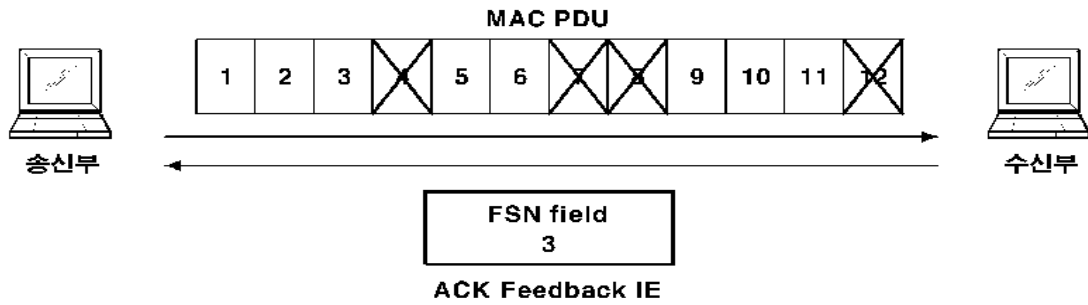 MAC PDU
1 2 3 4 5 6 7 8 9 10 11 12
송신부
수신부
FSN field
3
ACK Feedback IE